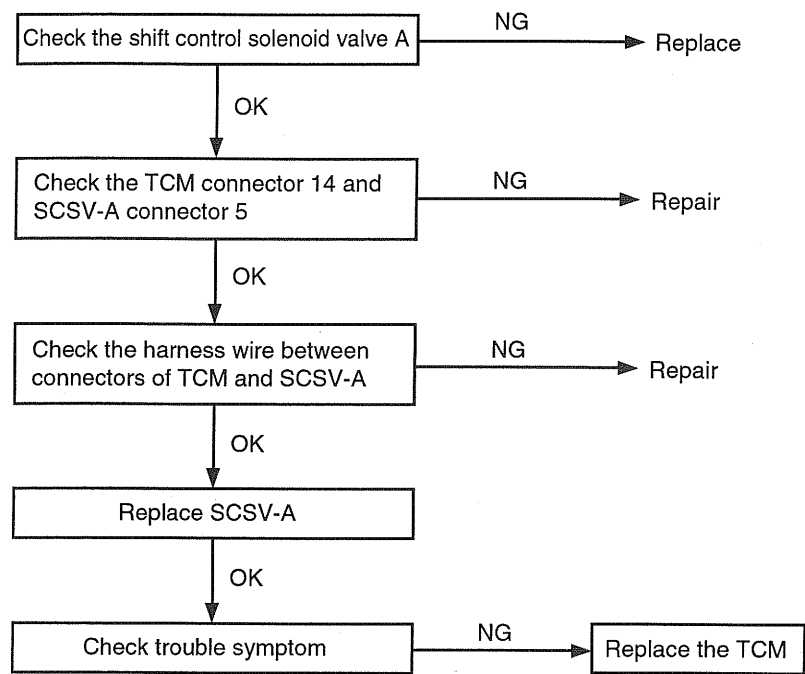 Check the shift control solenoid valve A
NG
Replace
OK
Check the TCM connector 14 and
SCSV-A connector 5
NG
Repair
OK
Check the harness wire between
connectors of TCM and SCSV-A
NG
Repair
OK
Replace SCSV-A
OK
Check trouble symptom
NG
Replace the TCM